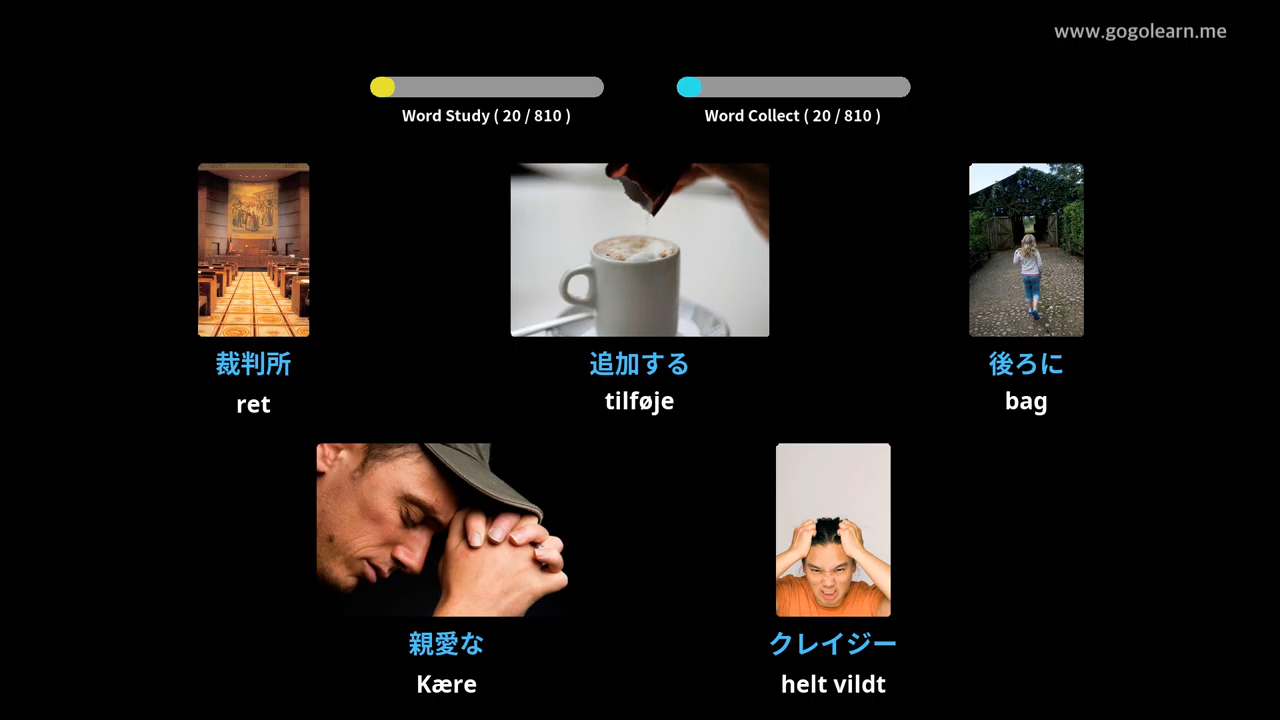 www.gogolearn.me
Word Study ( 20 / 810 )
Word Collect ( 20 / 810 )
裁判所
ret
追加する
tilføje
後ろに
bag
親愛な
Kære
クレイジー
helt vildt